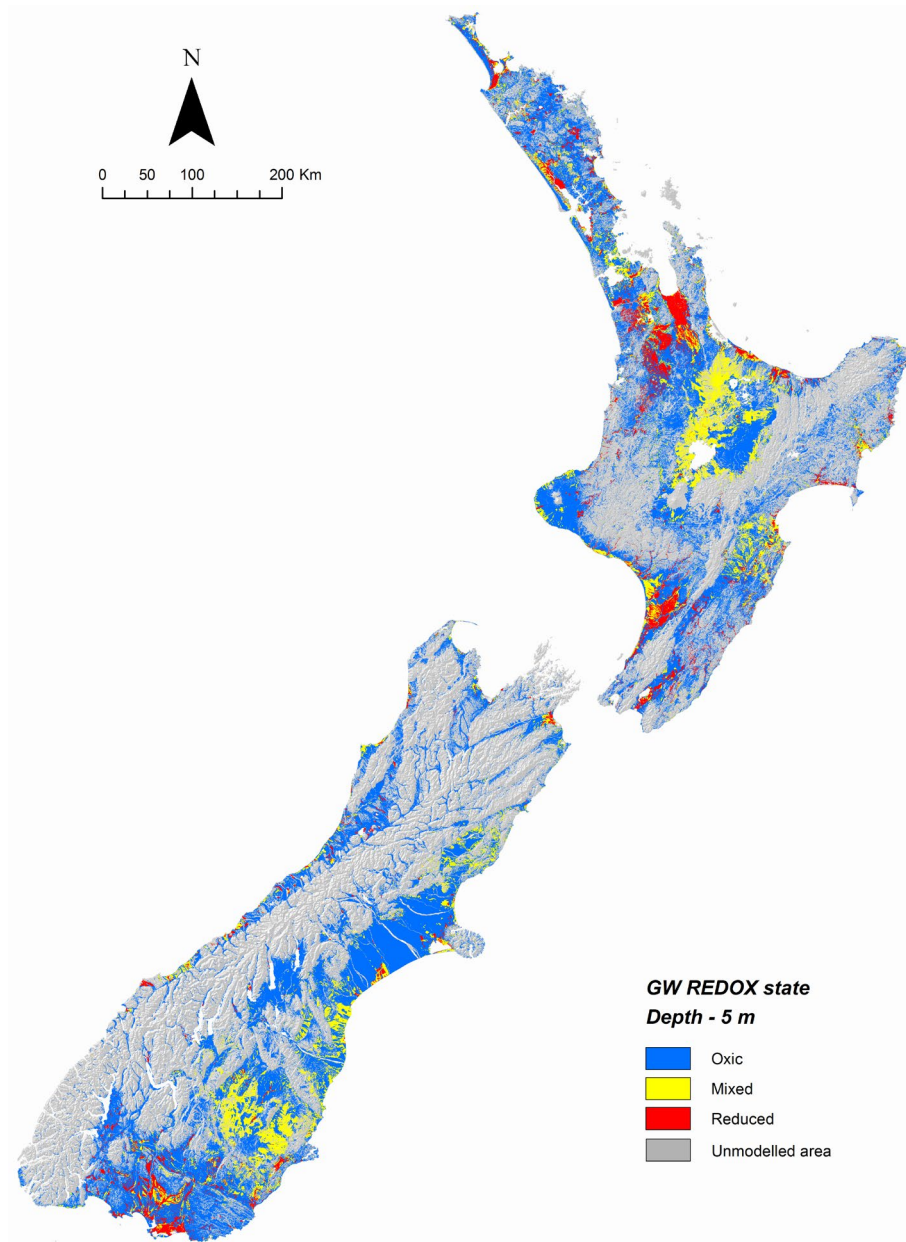 N
0 50 100 200 Km
GW REDOX state
Depth - 5 m
Oxic
Mixed
Reduced
Unmodelled area